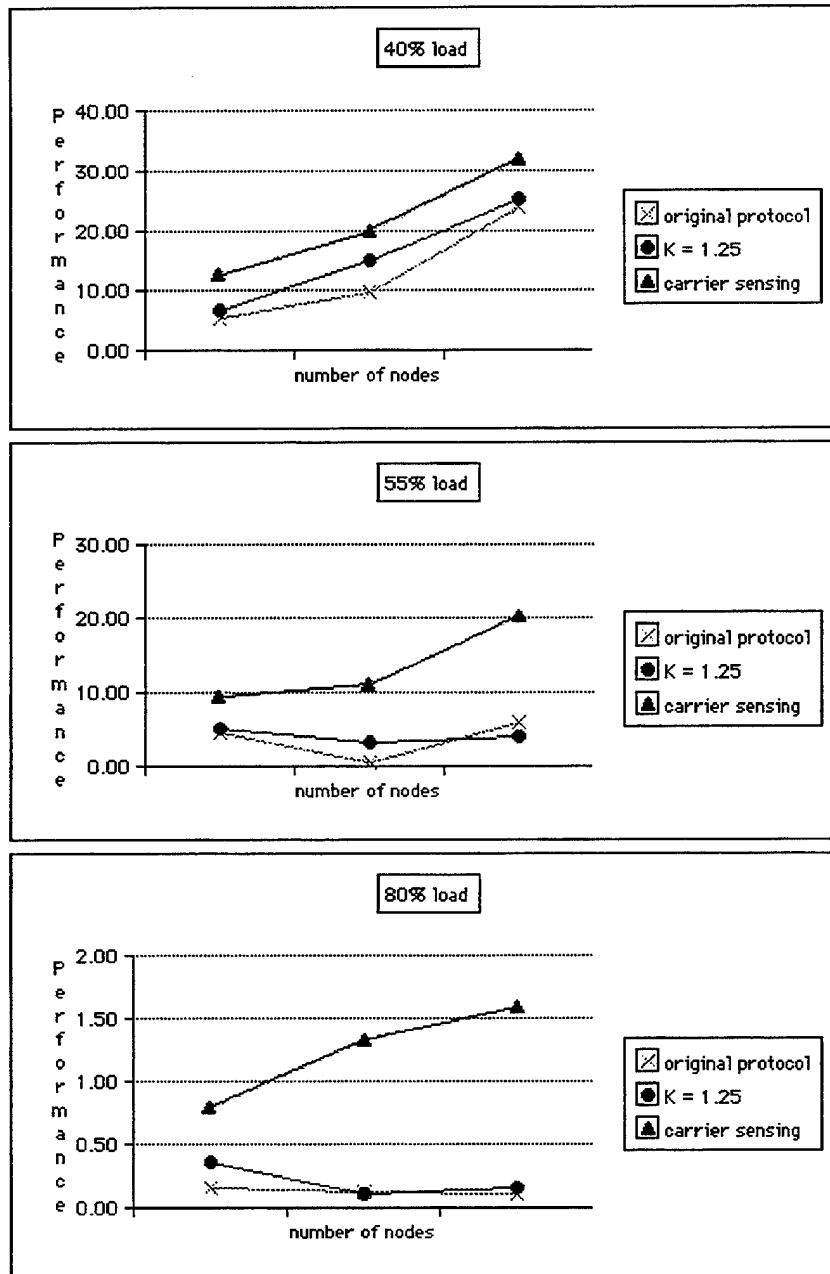 40% load
Performance
40.00
30.00
20.00
10.00
0.00
number of nodes
original protocol
K = 1.25
carrier sensing
55% load
Performance
30.00
20.00
10.00
0.00
number of nodes
original protocol
K = 1.25
carrier sensing
80% load
Performance
2.00
1.50
1.00
0.50
0.00
number of nodes
original protocol
K = 1.25
carrier sensing